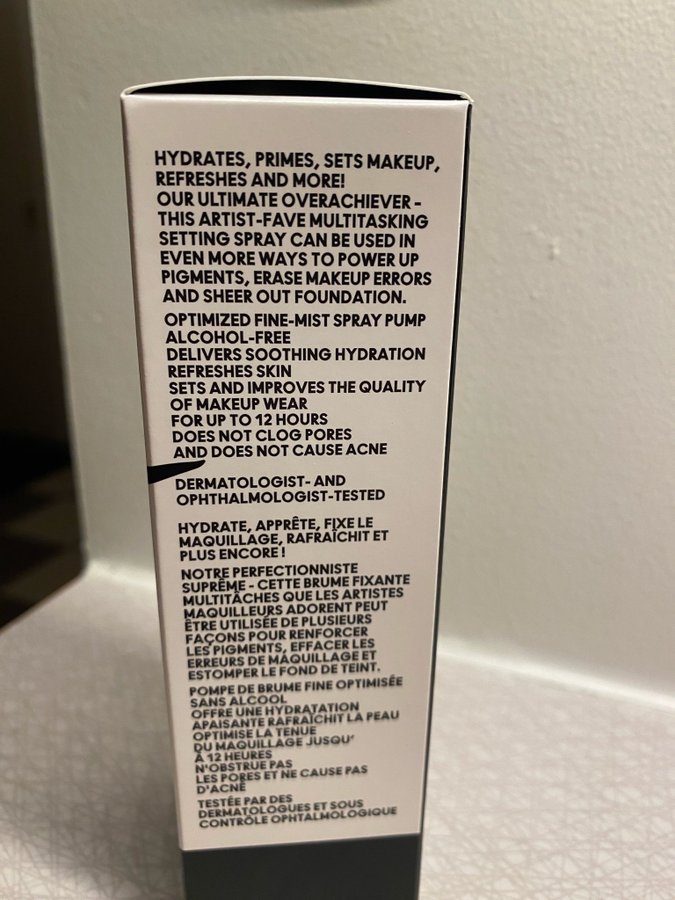 HYDRATES, PRIMES, SETS MAKEUP,
REFRESHES AND MORE!
OUR ULTIMATE OVERACHIEVER -
THIS ARTIST-FAVE MULTITASKING
SETTING SPRAY CAN BE USED IN
EVEN MORE WAYS TO POWER UP
PIGMENTS, ERASE MAKEUP ERRORS
AND SHEER OUT FOUNDATION.
OPTIMIZED FINE-MIST SPRAY PUMP
ALCOHOL-FREE
DELIVERS SOOTHING HYDRATION
REFRESHES SKIN
SETS AND IMPROVES THE QUALITY
OF MAKEUP WEAR
FOR UP TO 12 HOURS
DOES NOT CLOG PORES
AND DOES NOT CAUSE ACNE
DERMATOLOGIST- AND
OPHTHALMOLOGIST-TESTED
HYDRATE, APPRÊTE, FIXE LE
MAQUILLAGE, RAFRAÎCHIT ET
PLUS ENCORE !
NOTRE PERFECTIONNISTE
SUPRÊME - CETTE BRUME FIXANTE
MULTITÂCHES QUE LES ARTISTES
MAQUILLEURS ADORENT PEUT
ÊTRE UTILISÉE DE PLUSIEURS
FAÇONS POUR RENFORCER
LES PIGMENTS, EFFACER LES
ERREURS DE MAQUILLAGE ET
ESTOMPER LE FOND DE TEINT.
POMPE DE BRUME FINE OPTIMISÉE
SANS ALCOOL
OFFRE UNE HYDRATATION
APAISANTE RAFRAÎCHIT LA PEAU
OPTIMISE LA TENUE
DU MAQUILLAGE JUSQU'
À 12 HEURES
N'OBSTRUE PAS
LES PORES ET NE CAUSE PAS
D'ACNÉ
TESTÉE PAR DES
DERMATOLOGUES ET SOUS
CONTRÔLE OPHTALMOLOGIQUE